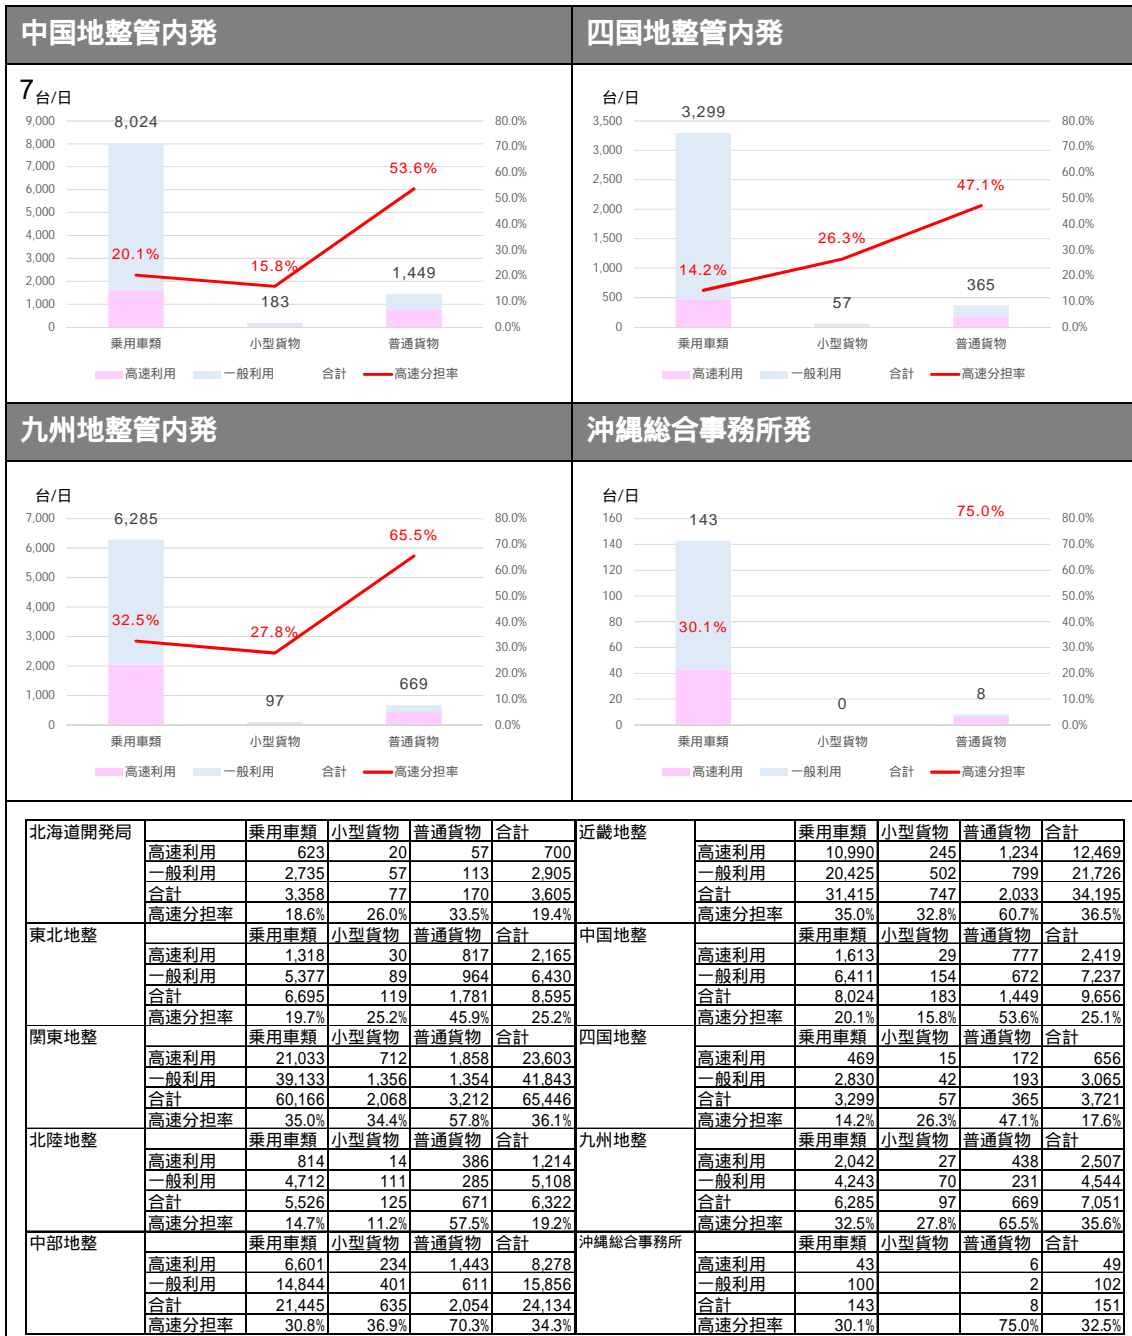 中国地整管内発
7台/日
9,000
8,000
7,000
6,000
5,000
4,000
3,000
2,000
1,000
0
80.0%
70.0%
60.0%
50.0%
40.0%
30.0%
20.0%
10.0%
0.0%
8,024
183
1,449
20.1%
15.8%
53.6%
乗用車類 小型貨物 普通貨物
高速利用 一般利用 合計 高速分担率
四国地整管内発
台/日
3,500
3,000
2,500
2,000
1,500
1,000
500
0
80.0%
70.0%
60.0%
50.0%
40.0%
30.0%
20.0%
10.0%
0.0%
3,299
57
365
14.2%
26.3%
47.1%
乗用車類 小型貨物 普通貨物
高速利用 一般利用 合計 高速分担率
九州地整管内発
台/日
7,000
6,000
5,000
4,000
3,000
2,000
1,000
0
80.0%
70.0%
60.0%
50.0%
40.0%
30.0%
20.0%
10.0%
0.0%
6,285
97
669
32.5%
27.8%
65.5%
乗用車類 小型貨物 普通貨物
高速利用 一般利用 合計 高速分担率
沖縄総合事務所発
台/日
160
140
120
100
80
60
40
20
0
80.0%
70.0%
60.0%
50.0%
40.0%
30.0%
20.0%
10.0%
0.0%
143
0
8
30.1%
75.0%
乗用車類 小型貨物 普通貨物
高速利用 一般利用 合計 高速分担率
北海道開発局 乗用車類 小型貨物 普通貨物 合計
高速利用 623 20 57 700
一般利用 2,735 57 113 2,905
合計 3,358 77 170 3,605
高速分担率 18.6% 26.0% 33.5% 19.4%
東北地整 乗用車類 小型貨物 普通貨物 合計
高速利用 1,318 30 817 2,165
一般利用 5,377 89 964 6,430
合計 6,695 119 1,781 8,595
高速分担率 19.7% 25.2% 45.9% 25.2%
関東地整 乗用車類 小型貨物 普通貨物 合計
高速利用 21,033 712 1,858 23,603
一般利用 39,133 1,356 1,354 41,843
合計 60,166 2,068 3,212 65,446
高速分担率 35.0% 34.4% 57.8% 36.1%
北陸地整 乗用車類 小型貨物 普通貨物 合計
高速利用 814 14 386 1,214
一般利用 4,712 111 285 5,108
合計 5,526 125 671 6,322
高速分担率 14.7% 11.2% 57.5% 19.2%
中部地整 乗用車類 小型貨物 普通貨物 合計
高速利用 6,601 234 1,443 8,278
一般利用 14,844 401 611 15,856
合計 21,445 635 2,054 24,134
高速分担率 30.8% 36.9% 70.3% 34.3%
近畿地整 乗用車類 小型貨物 普通貨物 合計
高速利用 10,990 245 1,234 12,469
一般利用 20,425 502 799 21,726
合計 31,415 747 2,033 34,195
高速分担率 35.0% 32.8% 60.7% 36.5%
中国地整 乗用車類 小型貨物 普通貨物 合計
高速利用 1,613 29 777 2,419
一般利用 6,411 154 672 7,237
合計 8,024 183 1,449 9,656
高速分担率 20.1% 15.8% 53.6% 25.1%
四国地整 乗用車類 小型貨物 普通貨物 合計
高速利用 469 15 172 656
一般利用 2,830 42 193 3,065
合計 3,299 57 365 3,721
高速分担率 14.2% 26.3% 47.1% 17.6%
九州地整 乗用車類 小型貨物 普通貨物 合計
高速利用 2,042 27 438 2,507
一般利用 4,243 70 231 4,544
合計 6,285 97 669 7,051
高速分担率 32.5% 27.8% 65.5% 35.6%
沖縄総合事務所 乗用車類 小型貨物 普通貨物 合計
高速利用 43 6 49
一般利用 100 2 102
合計 143 8 151
高速分担率 30.1% 75.0% 32.5%